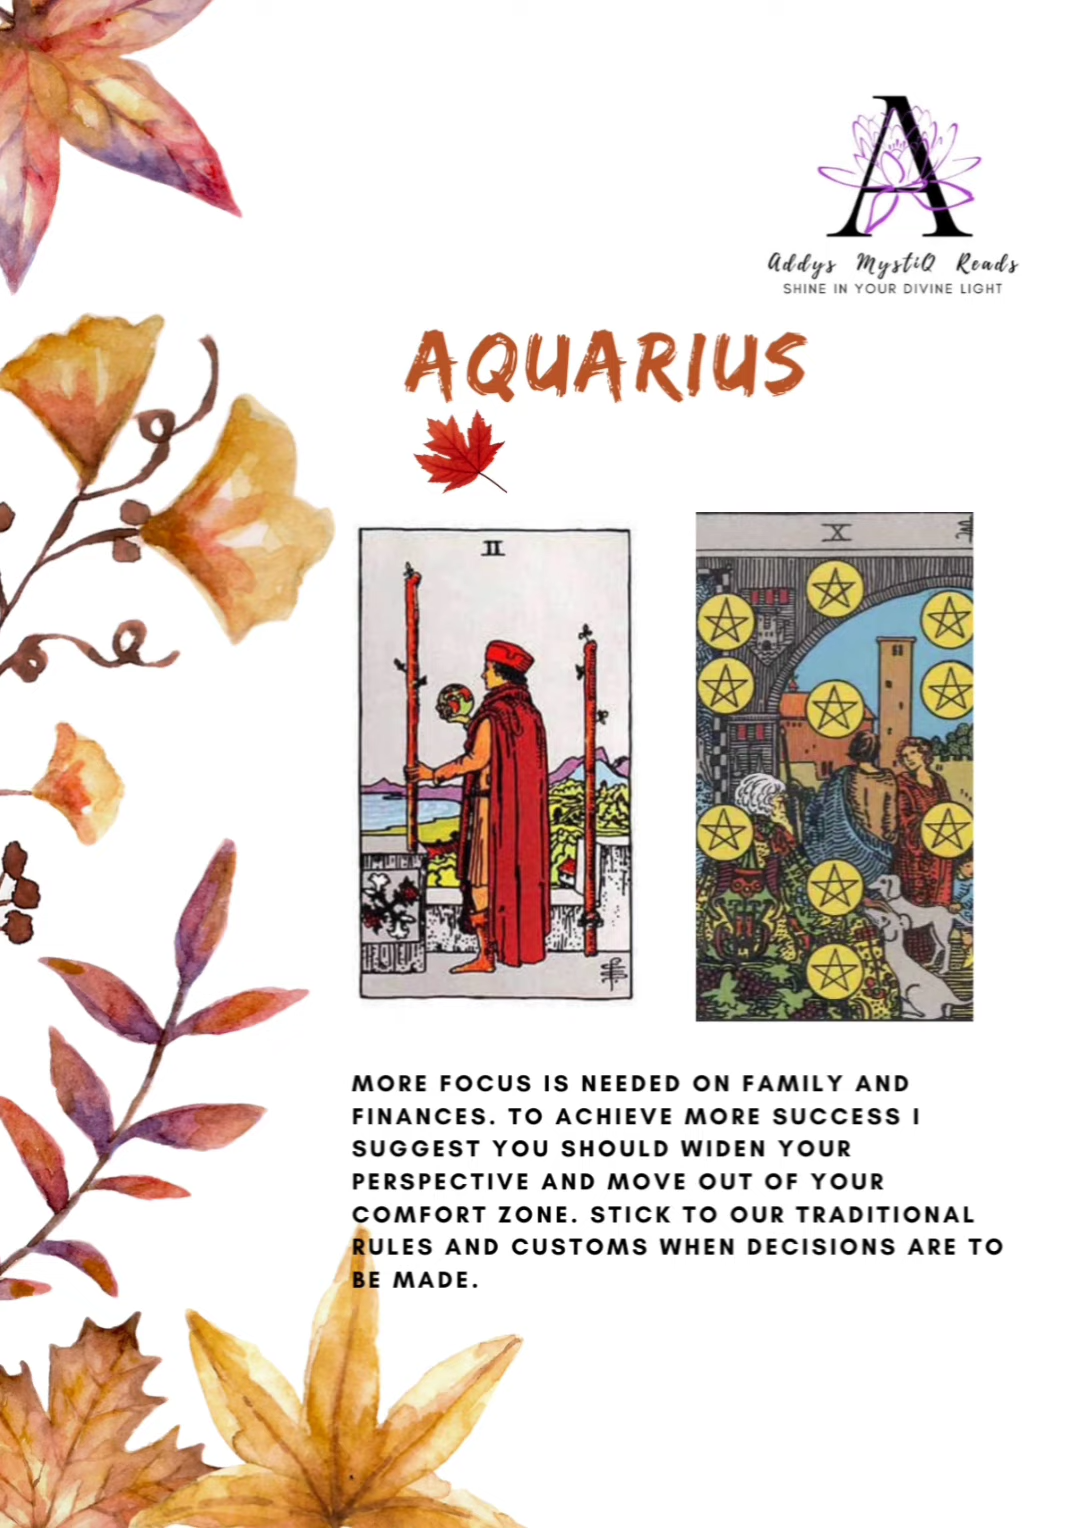 Addys MystiQ Reads
SHINE IN YOUR DIVINE LIGHT
AQUARIUS
II
X
MORE FOCUS IS NEEDED ON FAMILY AND
FINANCES. TO ACHIEVE MORE SUCCESS I
SUGGEST YOU SHOULD WIDEN YOUR
PERSPECTIVE AND MOVE OUT OF YOUR
COMFORT ZONE. STICK TO OUR TRADITIONAL
RULES AND CUSTOMS WHEN DECISIONS ARE TO
BE MADE.